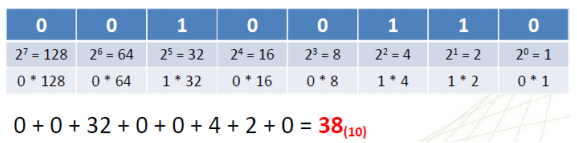 0 0 1 0 0 1 1 0
2⁷ = 128 2⁶ = 64 2⁵ = 32 2⁴ = 16 2³ = 8 2² = 4 2¹ = 2 2⁰ = 1
0 * 128 0 * 64 1 * 32 0 * 16 0 * 8 1 * 4 1 * 2 0 * 1
0 + 0 + 32 + 0 + 0 + 4 + 2 + 0 = 38₍₁₀₎